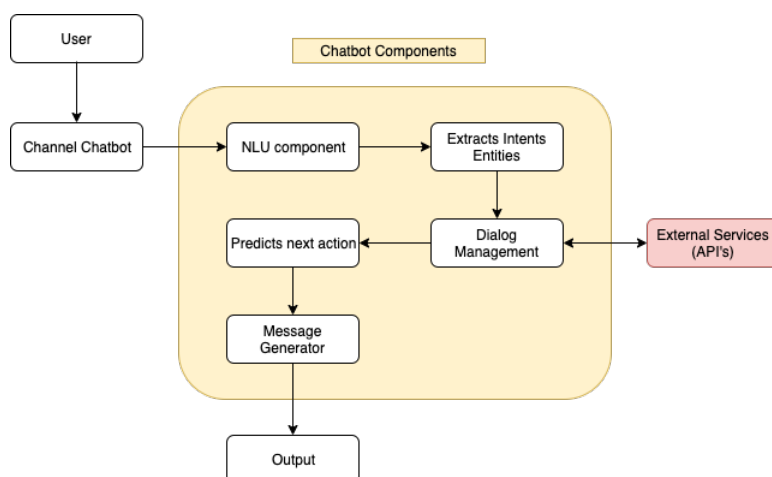 User
Chatbot Components
Channel Chatbot
NLU component
Extracts Intents
Entities
Predicts next action
Dialog
Management
External Services
(API's)
Message
Generator
Output